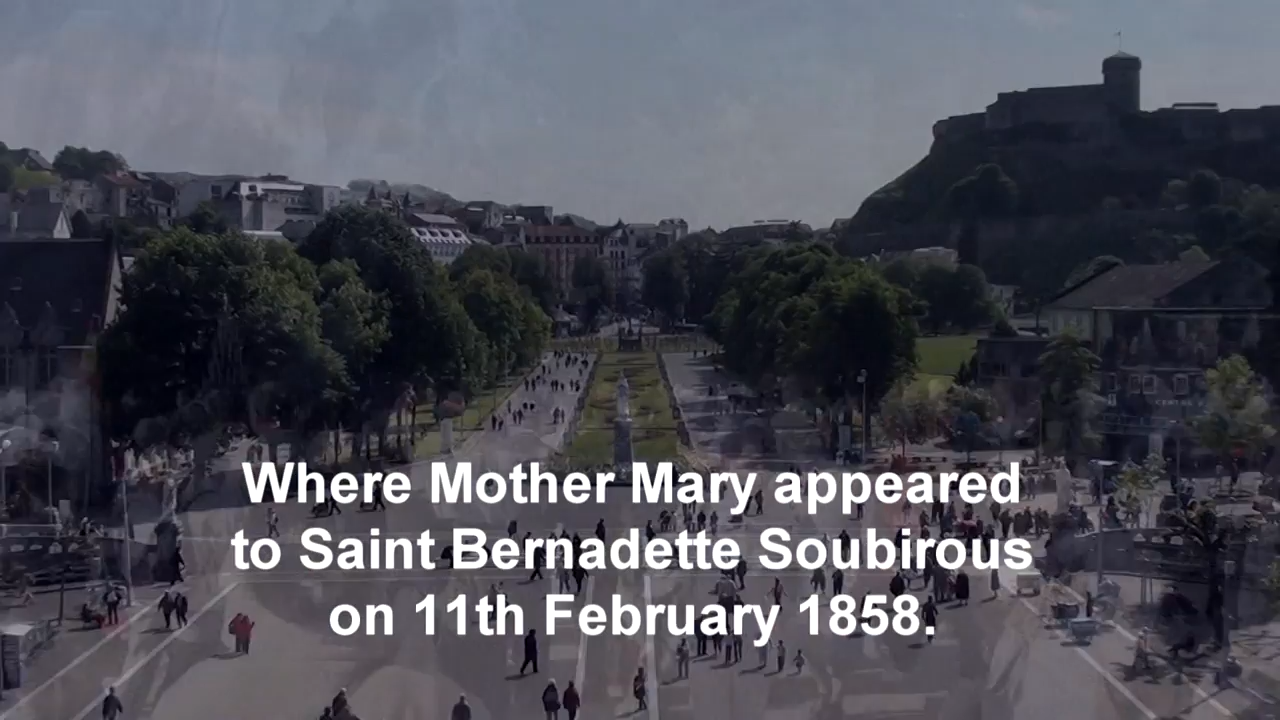 Where Mother Mary appeared
to Saint Bernadette Soubirous
on 11th February 1858.